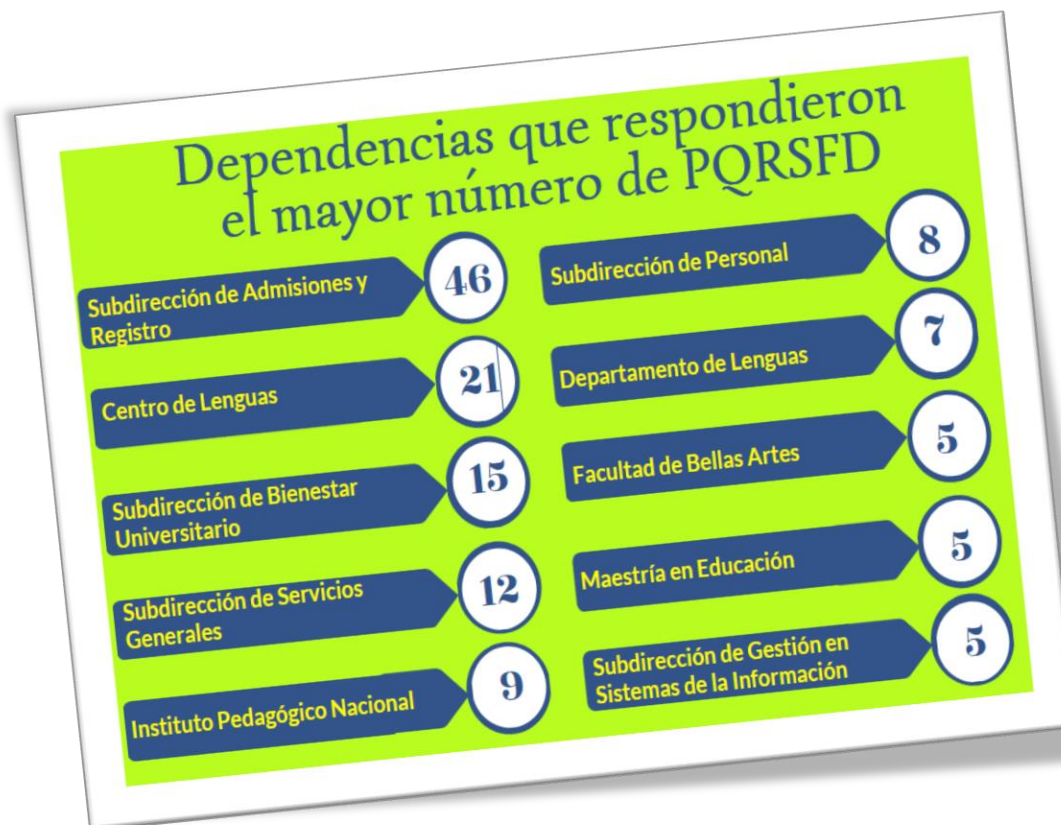 Dependencias que respondieron
el mayor número de PQRSFD
Subdirección de Admisiones y
Registro
46
Centro de Lenguas
21
Subdirección de Bienestar
Universitario
15
Subdirección de Servicios
Generales
12
Instituto Pedagógico Nacional
9
Subdirección de Personal
8
Departamento de Lenguas
7
Facultad de Bellas Artes
5
Maestría en Educación
5
Subdirección de Gestión en
Sistemas de la Información
5